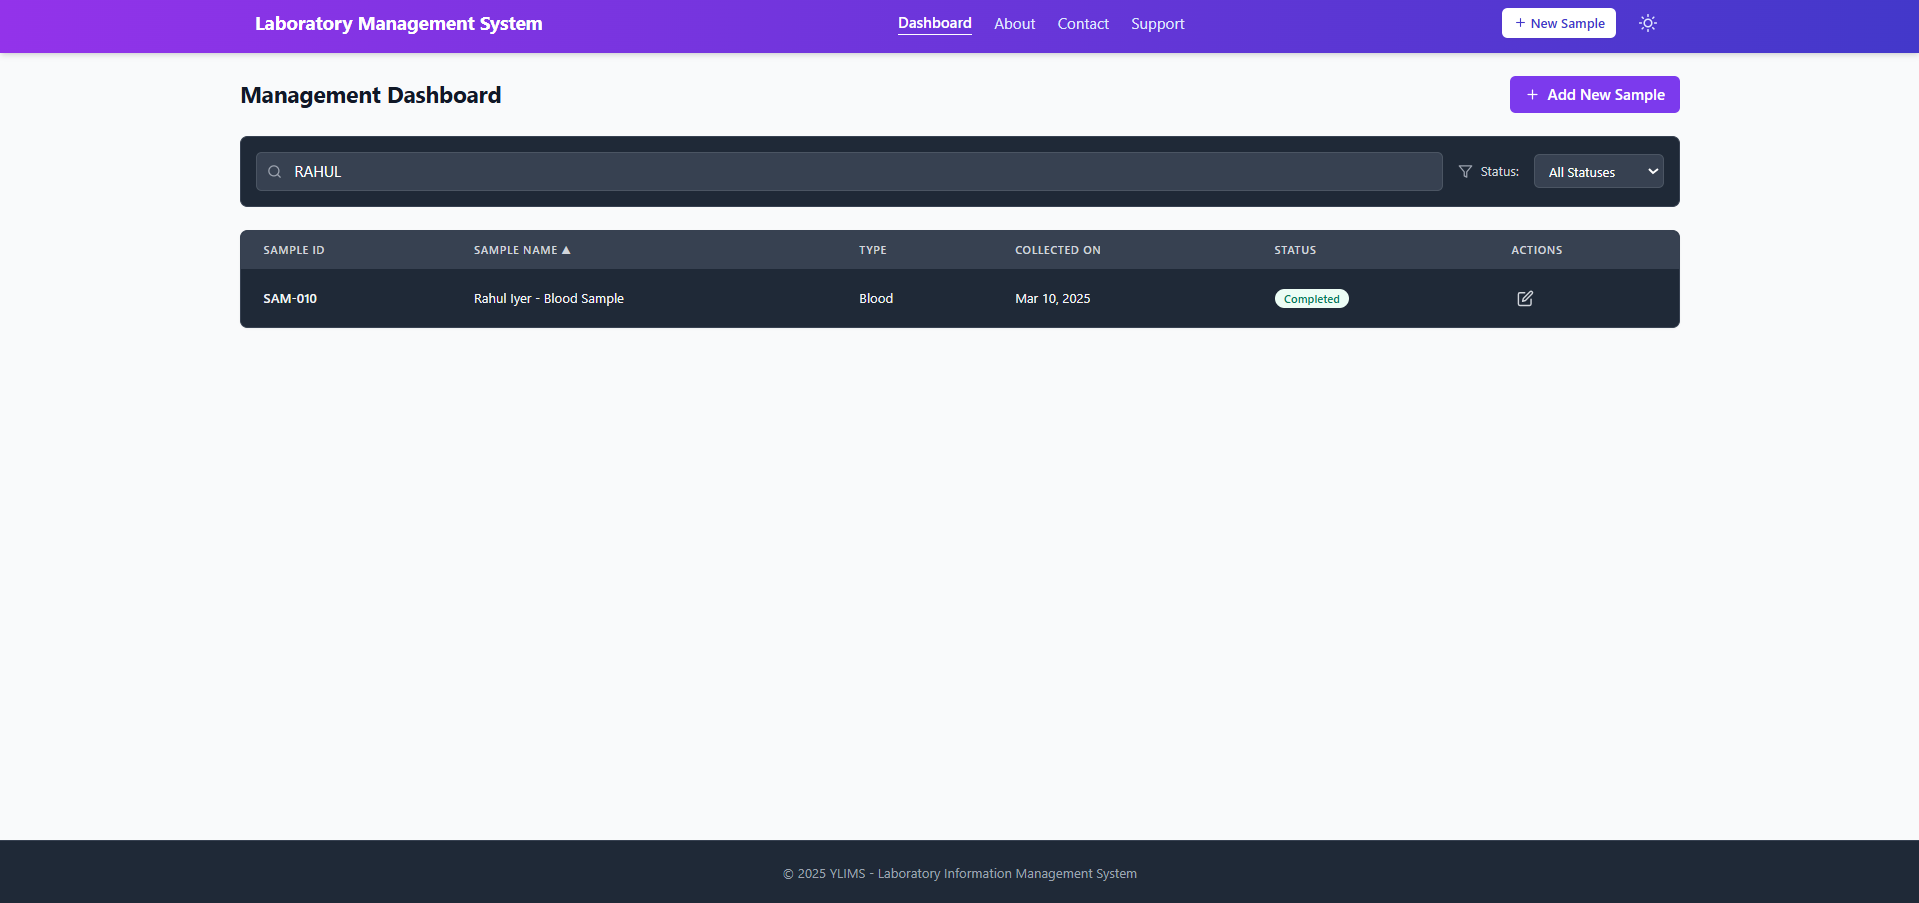 Laboratory Management System
Dashboard About Contact Support
+ New Sample
Management Dashboard
+ Add New Sample
RAHUL
Status: All Statuses
SAMPLE ID SAMPLE NAME ▲ TYPE COLLECTED ON STATUS ACTIONS
SAM-010 Rahul Iyer - Blood Sample Blood Mar 10, 2025 Completed
© 2025 YLIMS - Laboratory Information Management System